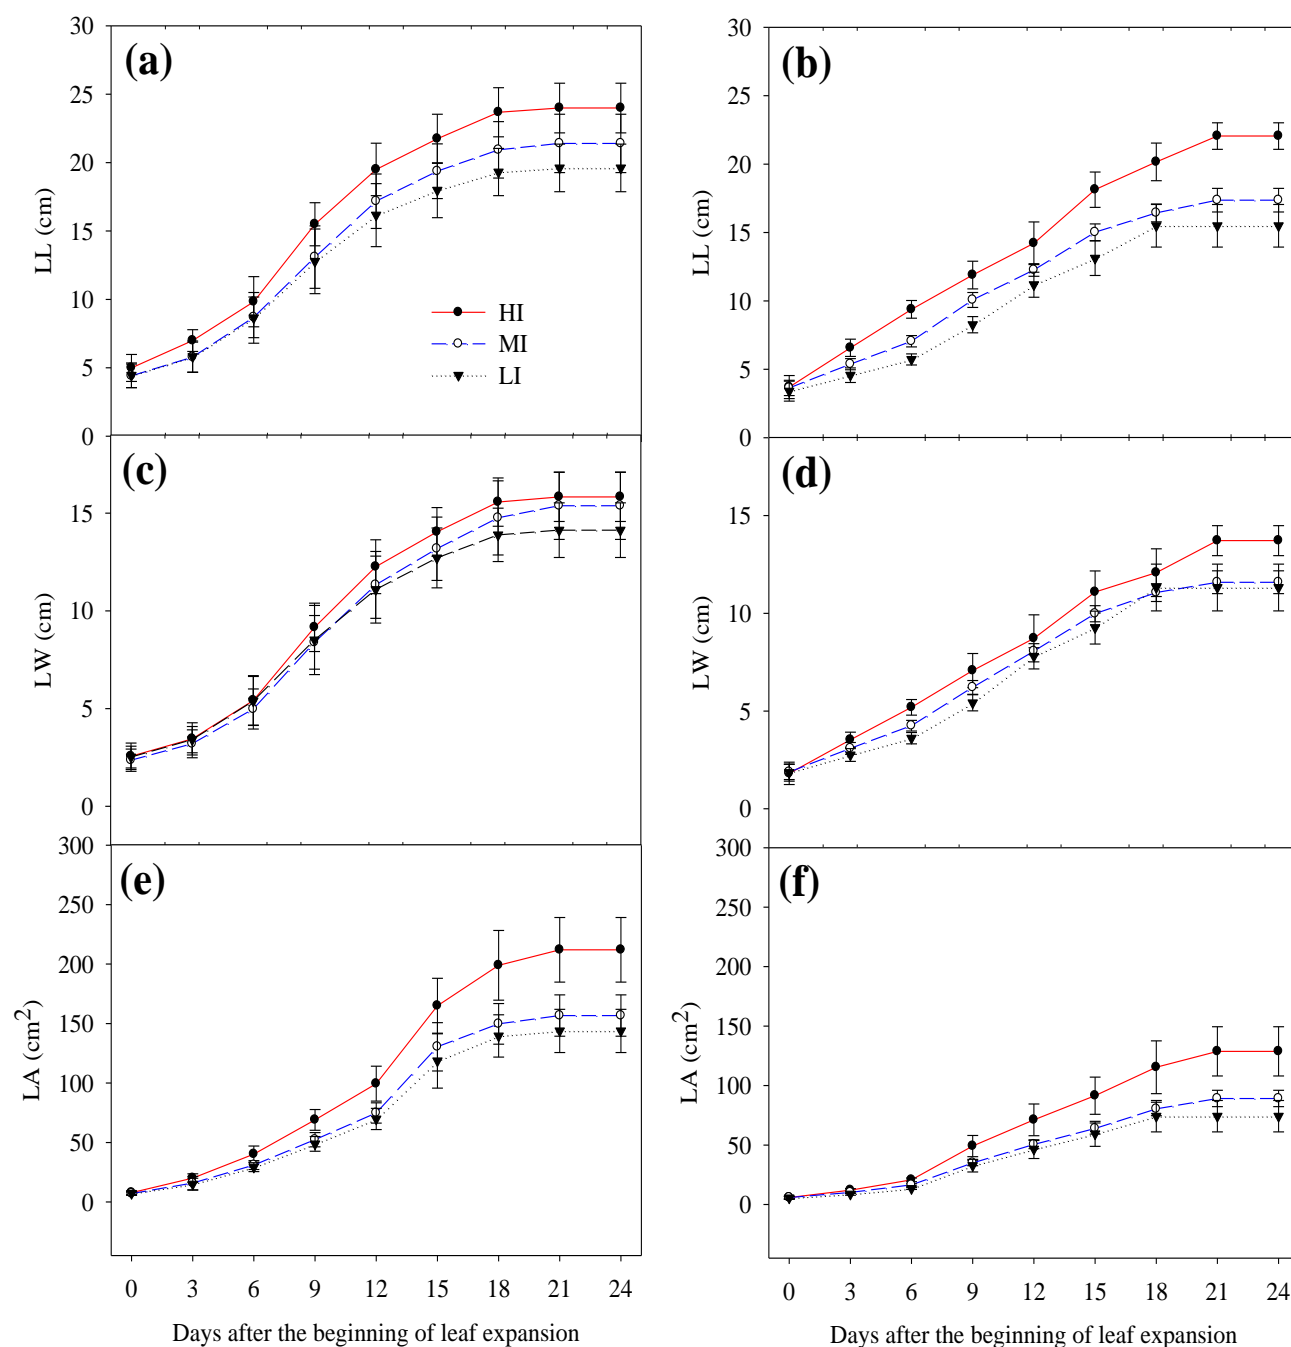 (a)
30
25
20
15
10
5
0
LL (cm)
HI
MI
LI
(b)
30
25
20
15
10
5
0
LL (cm)
(c)
15
10
5
0
LW (cm)
(d)
15
10
5
0
LW (cm)
(e)
300
250
200
150
100
50
0
LA (cm²)
0 3 6 9 12 15 18 21 24
Days after the beginning of leaf expansion
(f)
300
250
200
150
100
50
0
LA (cm²)
0 3 6 9 12 15 18 21 24
Days after the beginning of leaf expansion